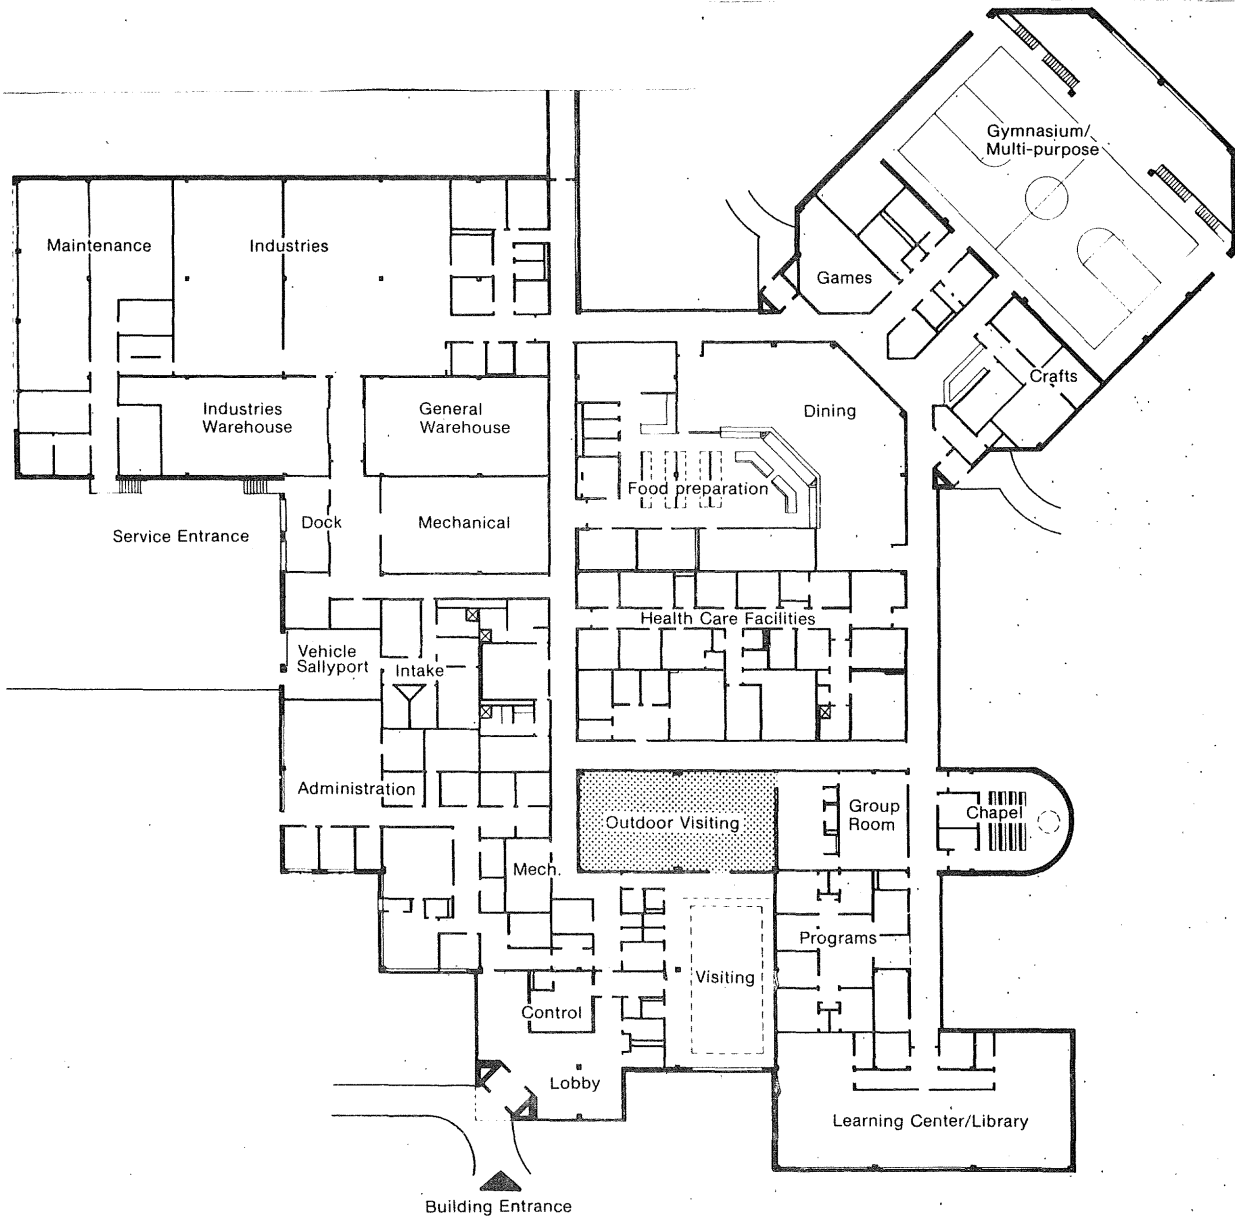 Gymnasium/
Multi-purpose
Maintenance
Industries
Games
Crafts
Industries
Warehouse
General
Warehouse
Dining
Food preparation
Service Entrance
Dock
Mechanical
Health Care Facilities
Vehicle
Sallyport
Intake
Administration
Outdoor Visiting
Group
Room
Chapel
Mech.
Programs
Visiting
Control
Lobby
Learning Center/Library
Building Entrance